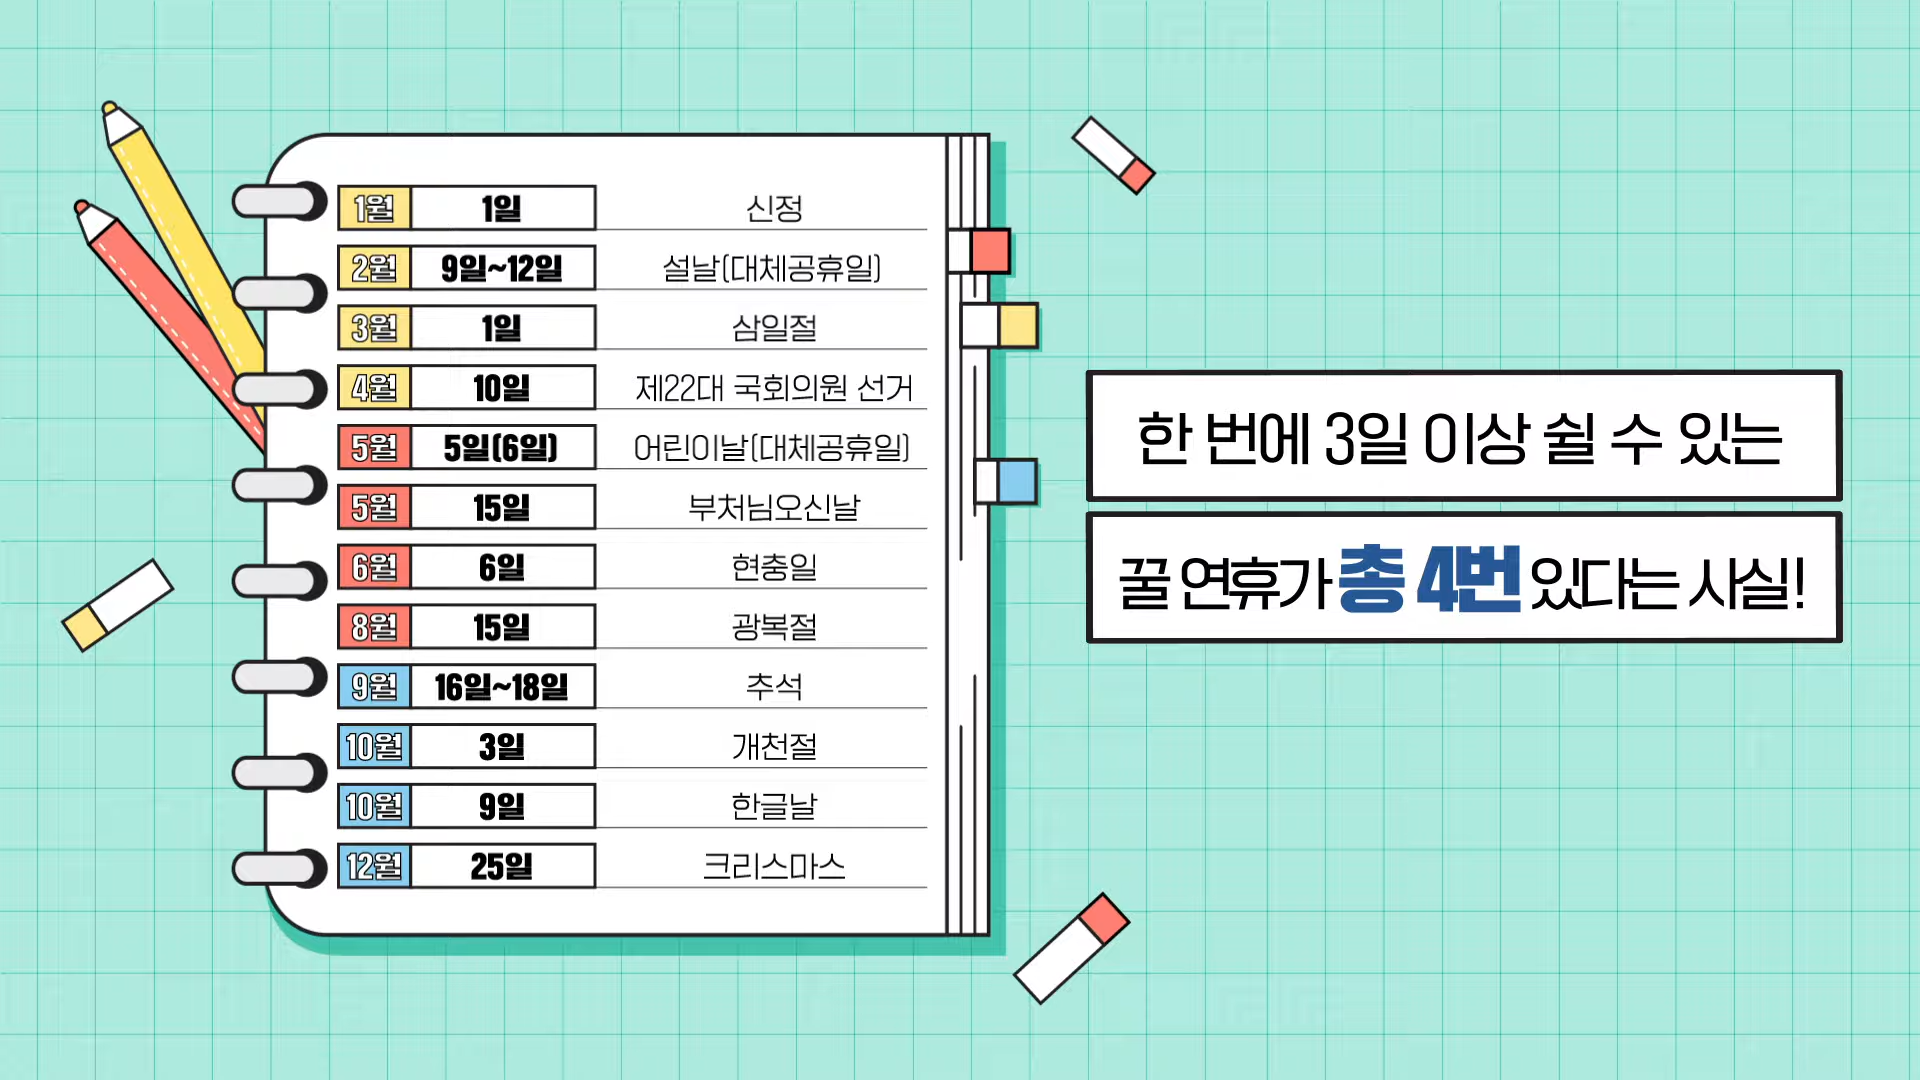 1월 1일 신정
2월 9일~12일 설날(대체공휴일)
3월 1일 삼일절
4월 10일 제22대 국회의원 선거
5월 5일(6일) 어린이날(대체공휴일)
5월 15일 부처님오신날
6월 6일 현충일
8월 15일 광복절
9월 16일~18일 추석
10월 3일 개천절
10월 9일 한글날
12월 25일 크리스마스
한 번에 3일 이상 쉴 수 있는
꿀 연휴가 총 4번 있다는 사실!